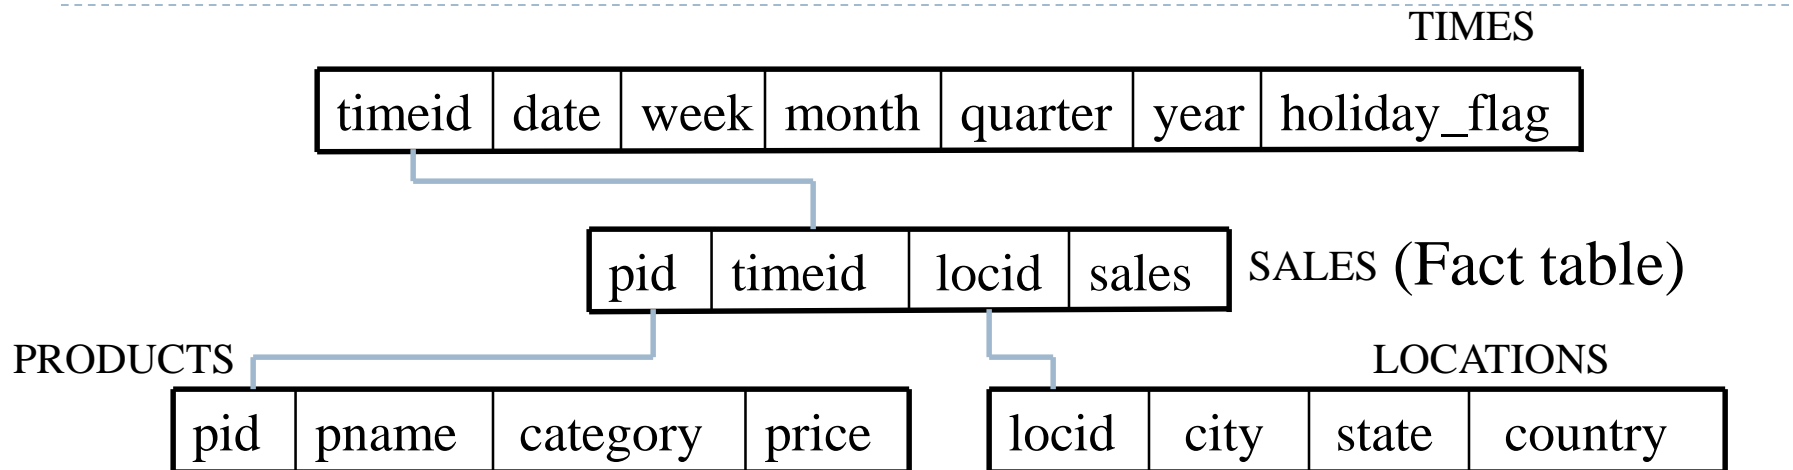 TIMES
timeid date week month quarter year holiday_flag
pid timeid locid sales SALES (Fact table)
PRODUCTS LOCATIONS
pid pname category price locid city state country